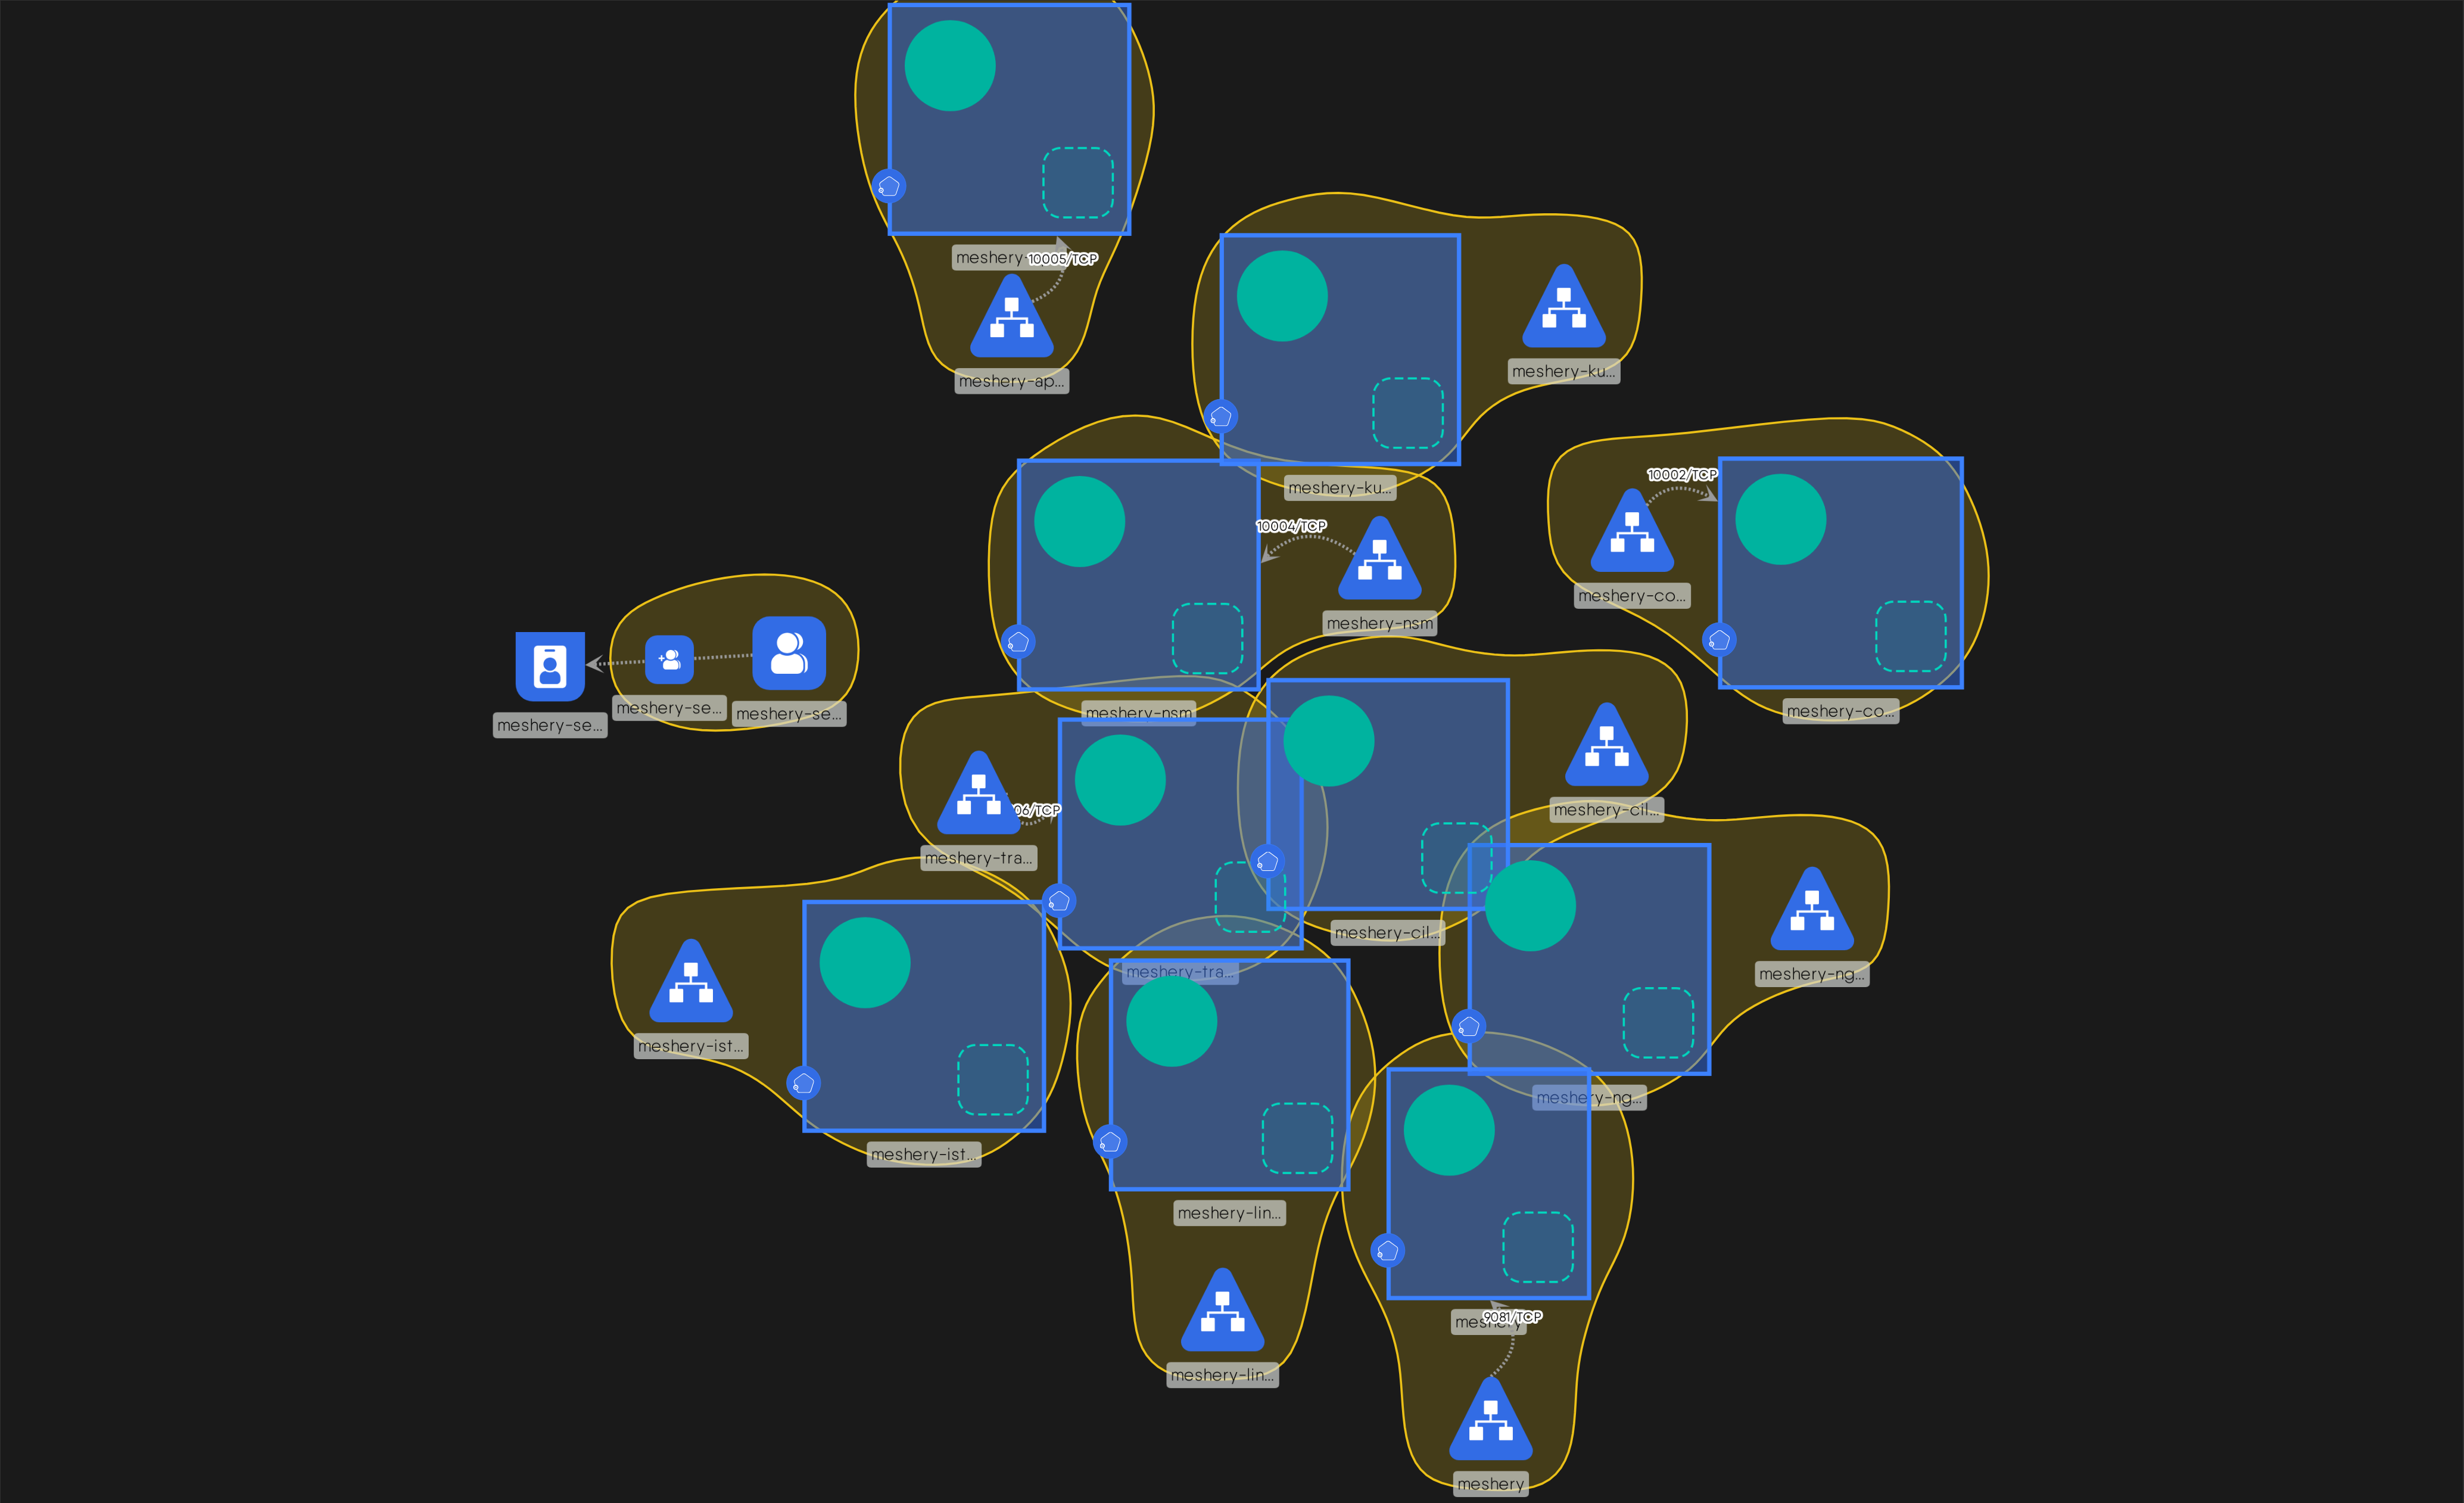 meshery-
10005/TCP
meshery-ap...
meshery-ku...
meshery-ku...
10002/TCP
10004/TCP
meshery-co...
meshery-nsm
meshery-se...
meshery-se...
meshery-se...
meshery-nsm
meshery-co...
06/TCP
meshery-cil...
meshery-tra...
meshery-cil...
meshery-tra...
meshery-ng...
meshery-ist...
meshery-ng...
meshery-ist...
meshery-lin...
meshery
9081/TCP
meshery-lin...
meshery